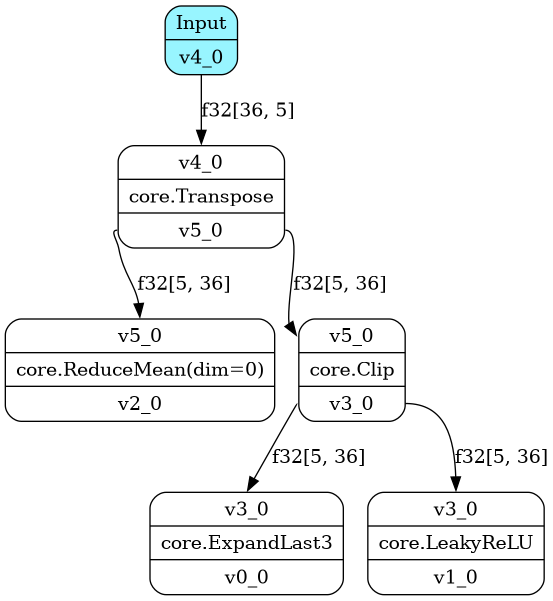 Input
v4_0
f32[36, 5]
v4_0
core.Transpose
v5_0
f32[5, 36]
f32[5, 36]
v5_0
core.ReduceMean(dim=0)
v2_0
v5_0
core.Clip
v3_0
f32[5, 36]
f32[5, 36]
v3_0
core.ExpandLast3
v0_0
v3_0
core.LeakyReLU
v1_0